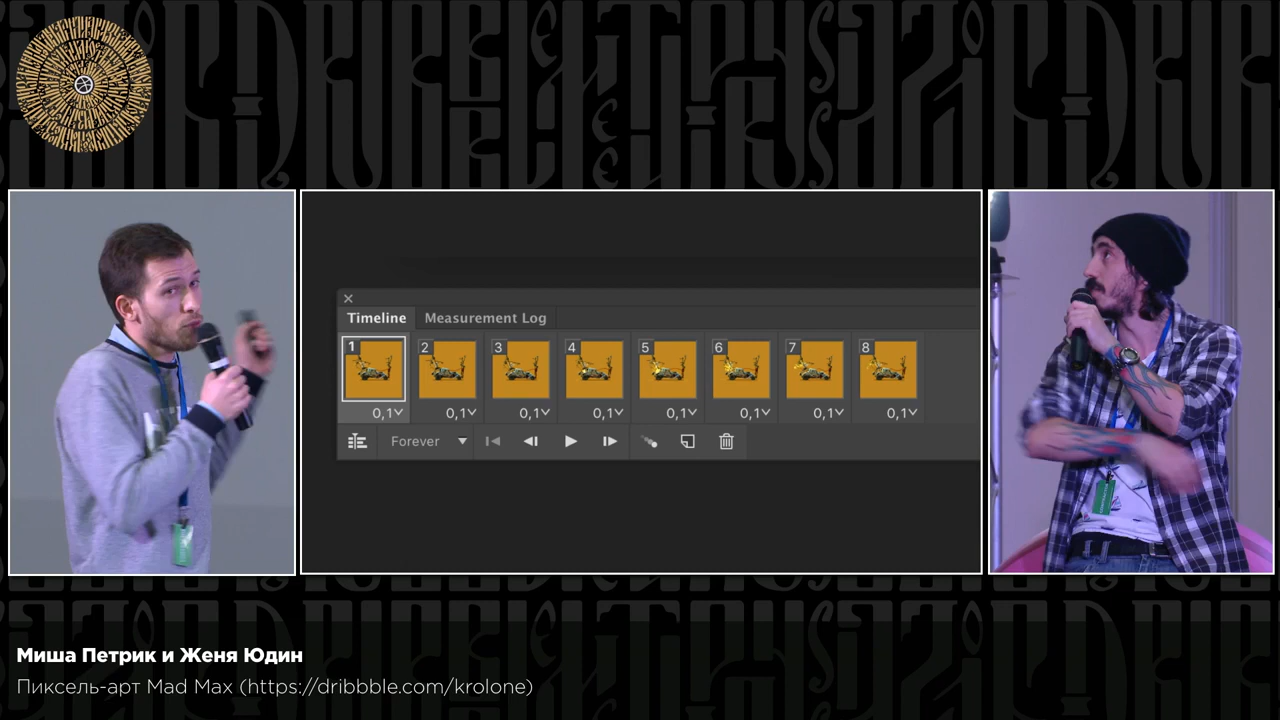 Timeline Measurement Log
1 2 3 4 5 6 7 8
0,1 0,1 0,1 0,1 0,1 0,1 0,1 0,1
Forever
Миша Петрик и Женя Юдин
Пиксель-арт Mad Max (https://dribbble.com/krolone)